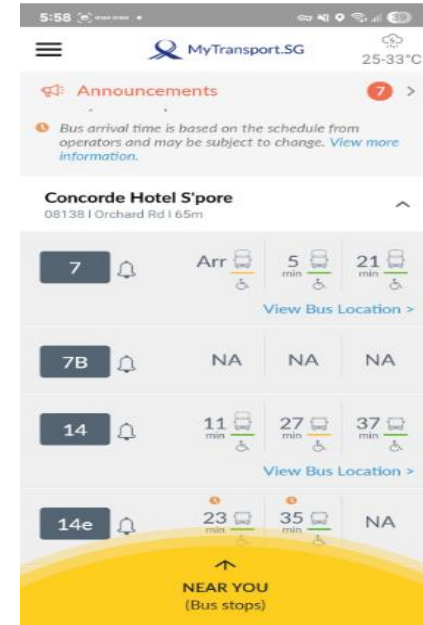 5:58
MyTransport.SG
25-33°C
Announcements
7
Bus arrival time is based on the schedule from
operators and may be subject to change. View more
information.
Concorde Hotel S'pore
08138 I Orchard Rd I 65m
7 Arr 5 min 21 min
View Bus Location >
7B NA NA NA
14 11 min 27 min 37 min
View Bus Location >
14e 23 min 35 min NA
NEAR YOU
(Bus stops)